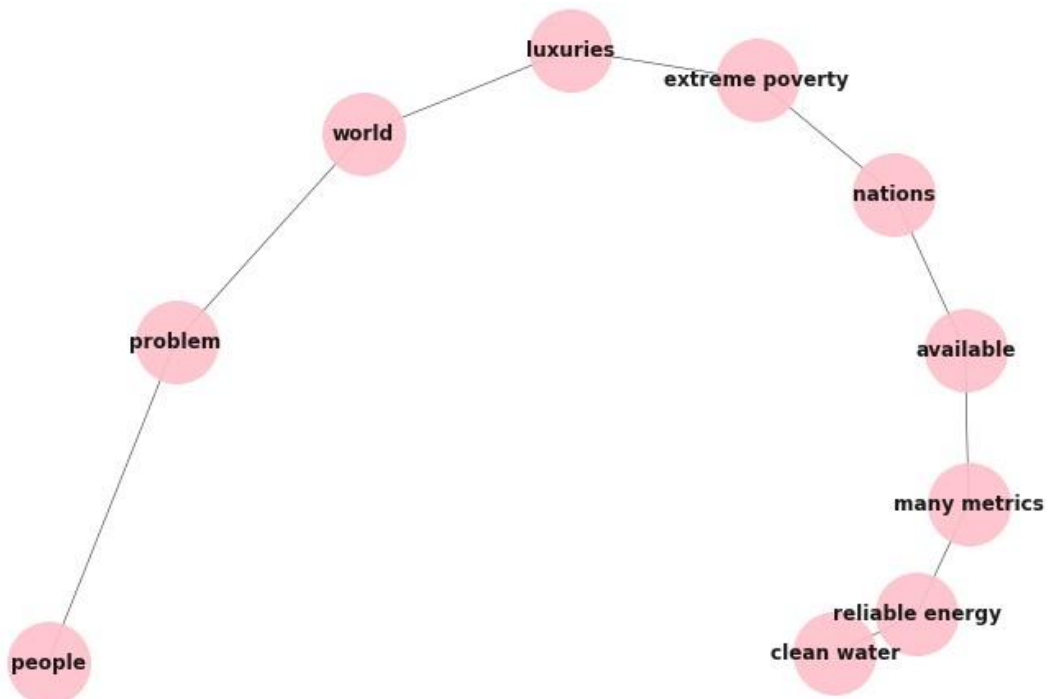 luxuries
extreme poverty
world
nations
problem
available
many metrics
reliable energy
clean water
people